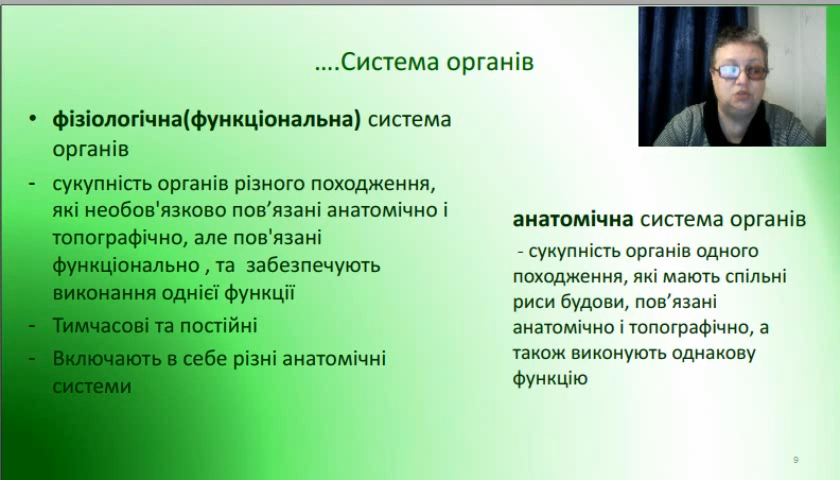 ....Система органів
• фізіологічна(функціональна) система
органів
- сукупність органів різного походження,
які необов'язково пов’язані анатомічно і
топографічно, але пов'язані
функціонально , та забезпечують
виконання однієї функції
- Тимчасові та постійні
- Включають в себе різні анатомічні
системи
анатомічна система органів
- сукупність органів одного
походження, які мають спільні
риси будови, пов’язані
анатомічно і топографічно, а
також виконують однакову
функцію
9